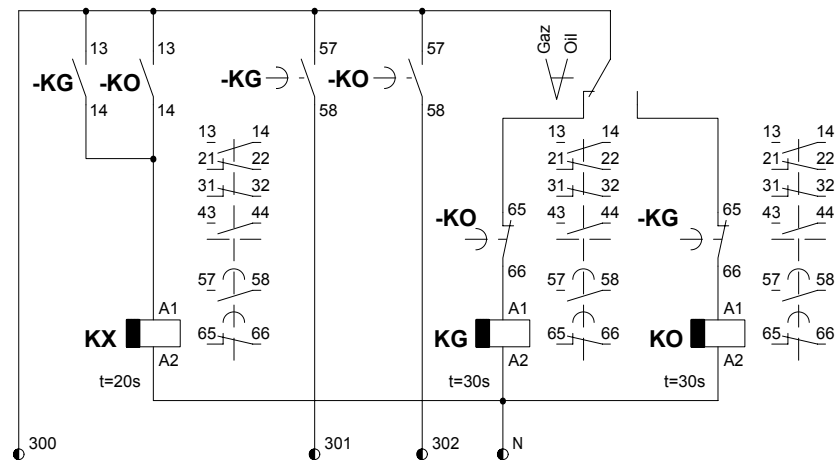 13 13 57 57 Gaz Oil
-KG -KO -KG -KO
14 14 58 58
13 14 13 14 13 14
21 22 21 22 21 22
31 32 31 32 31 32
43 44 -KO 65 43 44 -KG 65 43 44
66 66
57 58 57 58 57 58
A1 A1 A1
KX 65 66 KG 65 66 KO 65 66
A2 A2 A2
t=20s t=30s t=30s
300 301 302 N